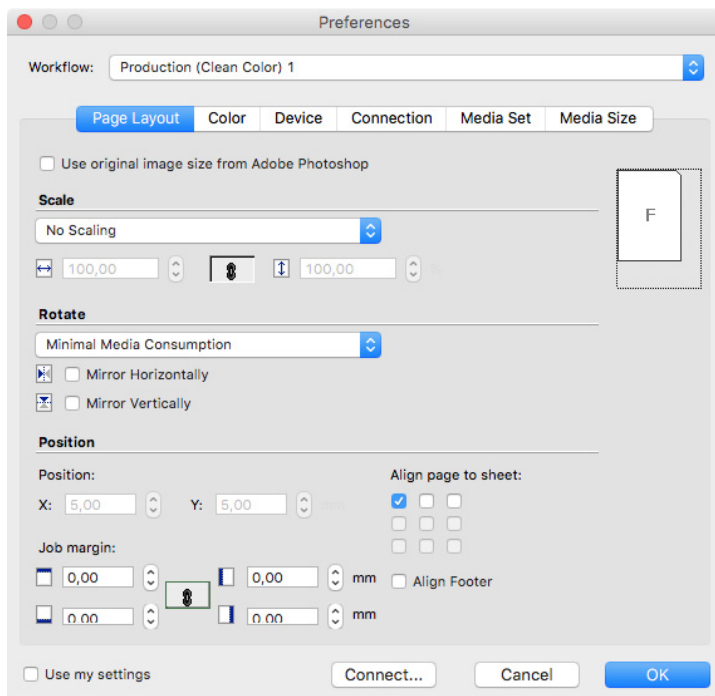 Preferences
Workflow: Production (Clean Color) 1
Page Layout Color Device Connection Media Set Media Size
Use original image size from Adobe Photoshop
F
Scale
No Scaling
100,00 100,00 %
Rotate
Minimal Media Consumption
Mirror Horizontally
Mirror Vertically
Position
Position: Align page to sheet:
X: 5,00 Y: 5,00 mm
Job margin:
0,00 0,00 mm Align Footer
0,00 0,00 mm
Use my settings Connect... Cancel OK